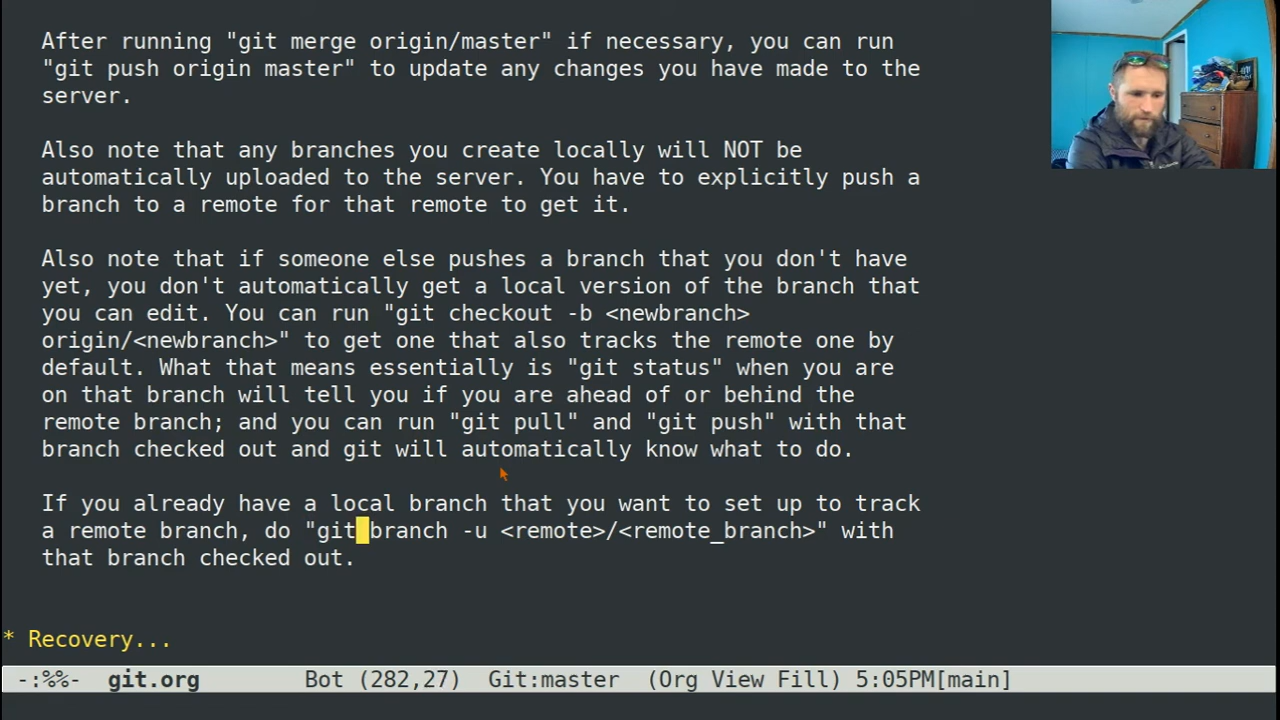 After running "git merge origin/master" if necessary, you can run
"git push origin master" to update any changes you have made to the
server.
Also note that any branches you create locally will NOT be
automatically uploaded to the server. You have to explicitly push a
branch to a remote for that remote to get it.
Also note that if someone else pushes a branch that you don't have
yet, you don't automatically get a local version of the branch that
you can edit. You can run "git checkout -b <newbranch>
origin/<newbranch>" to get one that also tracks the remote one by
default. What that means essentially is "git status" when you are
on that branch will tell you if you are ahead of or behind the
remote branch; and you can run "git pull" and "git push" with that
branch checked out and git will automatically know what to do.
If you already have a local branch that you want to set up to track
a remote branch, do "git branch -u <remote>/<remote_branch>" with
that branch checked out.
* Recovery...
-:%%-  git.org        Bot (282,27)  Git:master  (Org View Fill) 5:05PM[main]